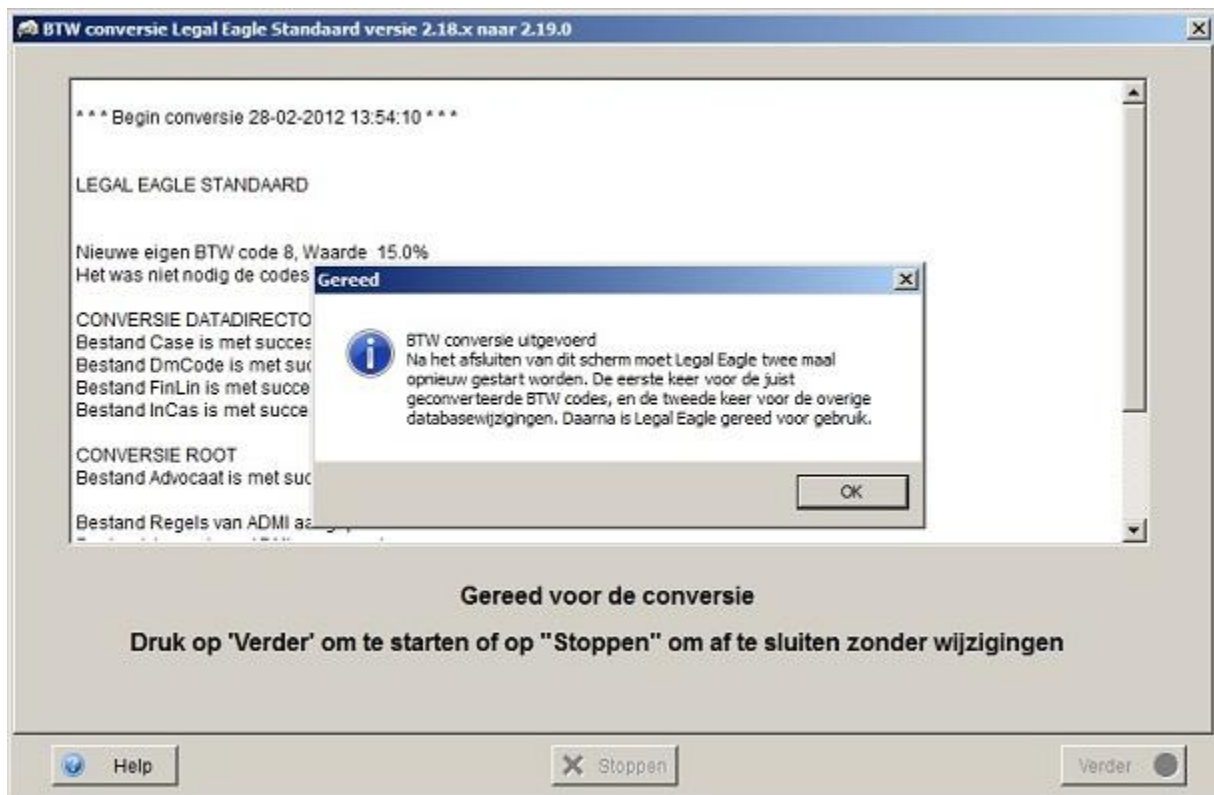 BTW conversie Legal Eagle Standaard versie 2.18.x naar 2.19.0
* * * Begin conversie 28-02-2012 13:54:10 * * *
LEGAL EAGLE STANDAARD
Nieuwe eigen BTW code 8, Waarde 15.0%
Het was niet nodig de codes
Gereed
CONVERSIE DATADIRECTO
Bestand Case is met succes
Bestand DmCode is met suc
Bestand FinLin is met succe
Bestand InCas is met succe
CONVERSIE ROOT
Bestand Advocaat is met suc
Bestand Regels van ADMI
BTW conversie uitgevoerd
Na het afsluiten van dit scherm moet Legal Eagle twee maal
opnieuw gestart worden. De eerste keer voor de juist
geconverteerde BTW codes, en de tweede keer voor de overige
databasewijzigingen. Daarna is Legal Eagle gereed voor gebruik.
OK
Gereed voor de conversie
Druk op 'Verder' om te starten of op "Stoppen" om af te sluiten zonder wijzigingen
Help
Stoppen
Verder